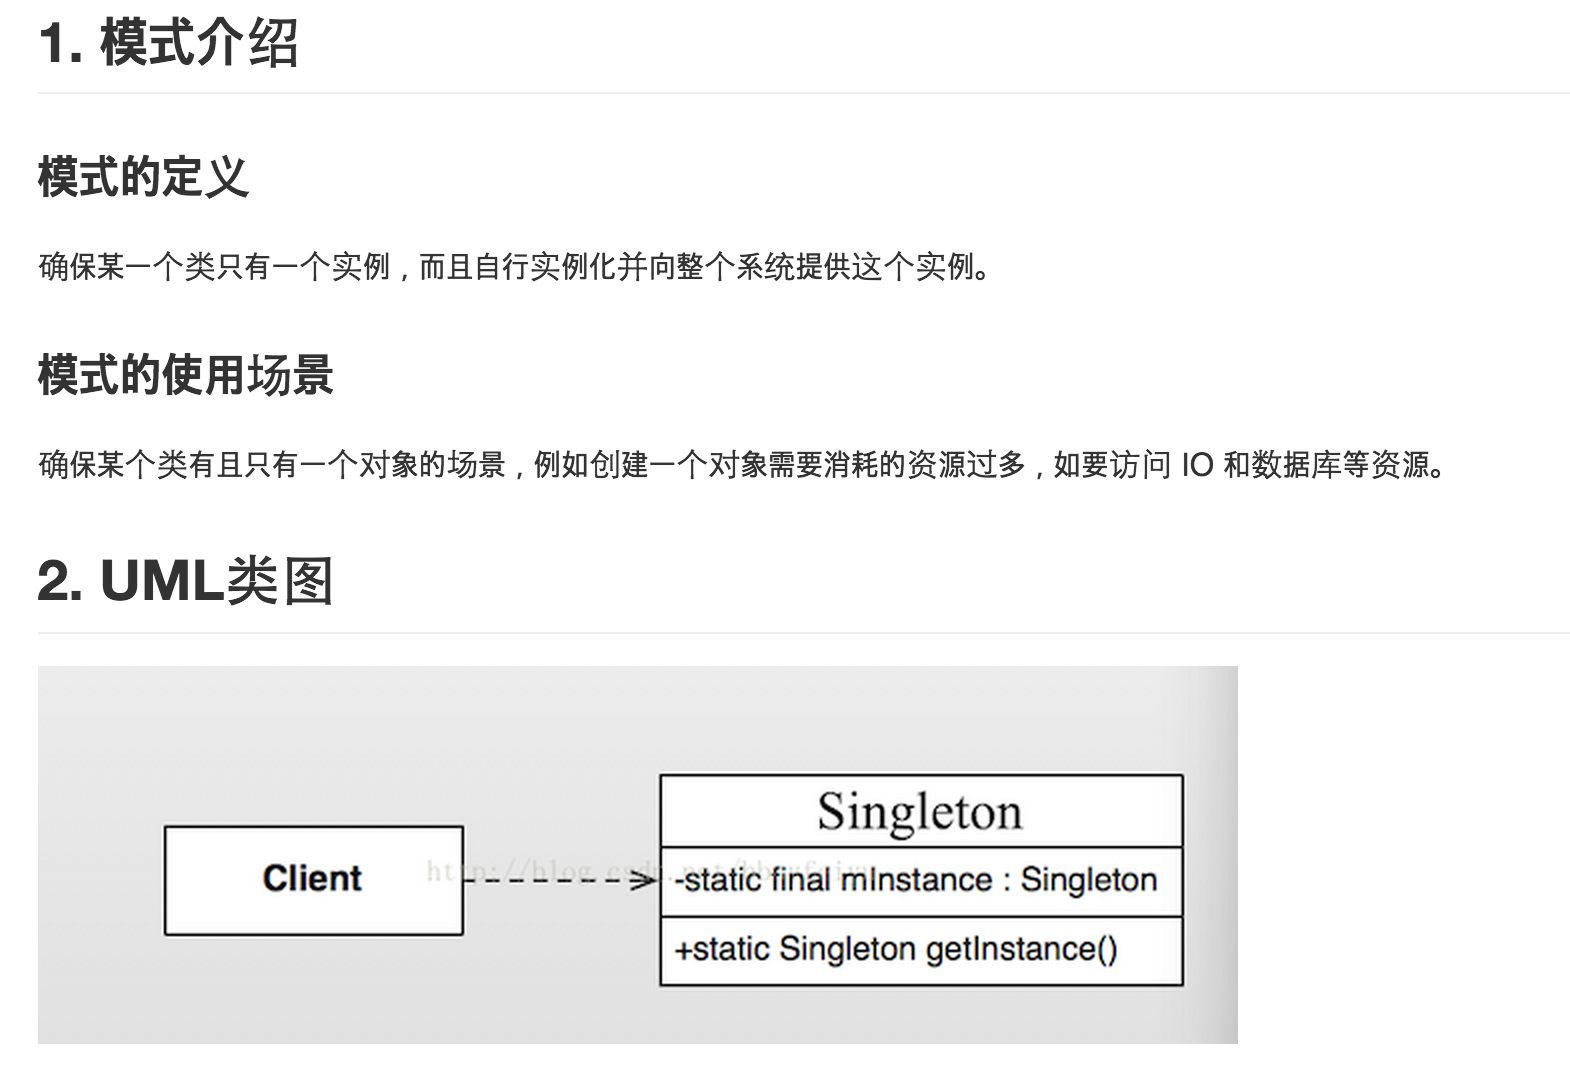 1. 模式介绍
模式的定义
确保某一个类只有一个实例，而且自行实例化并向整个系统提供这个实例。
模式的使用场景
确保某个类有且只有一个对象的场景，例如创建一个对象需要消耗的资源过多，如要访问 IO 和数据库等资源。
2. UML类图
Singleton
Client
-static final mInstance : Singleton
+static Singleton getInstance()